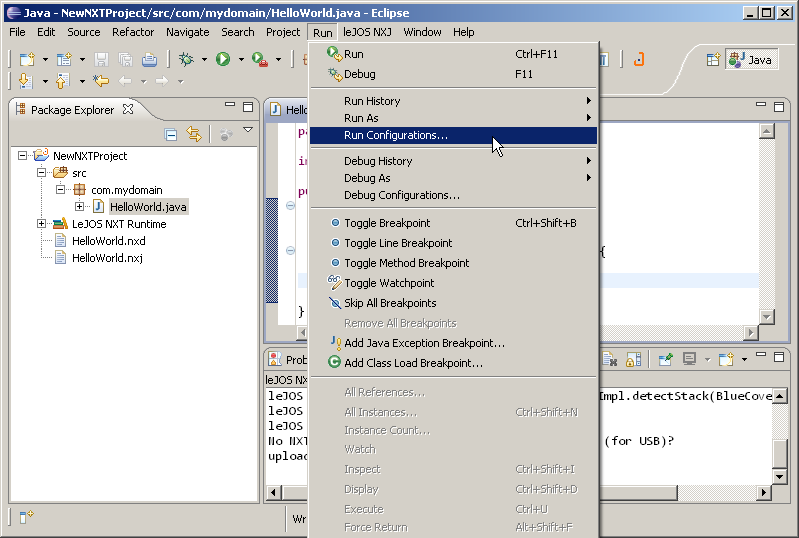 Java - NewNXTProject/src/com/mydomain/HelloWorld.java - Eclipse
File Edit Source Refactor Navigate Search Project Run leJOS NXJ Window Help
Java
Package Explorer
NewNXTProject
src
com.mydomain
HelloWorld.java
LeJOS NXT Runtime
HelloWorld.nxd
HelloWorld.nxj
Run Ctrl+F11
Debug F11
Run History
Run As
Run Configurations...
Debug History
Debug As
Debug Configurations...
Toggle Breakpoint Ctrl+Shift+B
Toggle Line Breakpoint
Toggle Method Breakpoint
Toggle Watchpoint
Skip All Breakpoints
Remove All Breakpoints
Add Java Exception Breakpoint...
Add Class Load Breakpoint...
All References...
All Instances... Ctrl+Shift+N
Instance Count...
Watch
Inspect Ctrl+Shift+I
Display Ctrl+Shift+D
Execute Ctrl+U
Force Return Alt+Shift+F
Hello
pa
im
pu
{
}
Prob
leJOS NX
leJOS Impl.detectStack(BlueCove
leJOS
leJOS
No NXT (for USB)?
upload
Wr